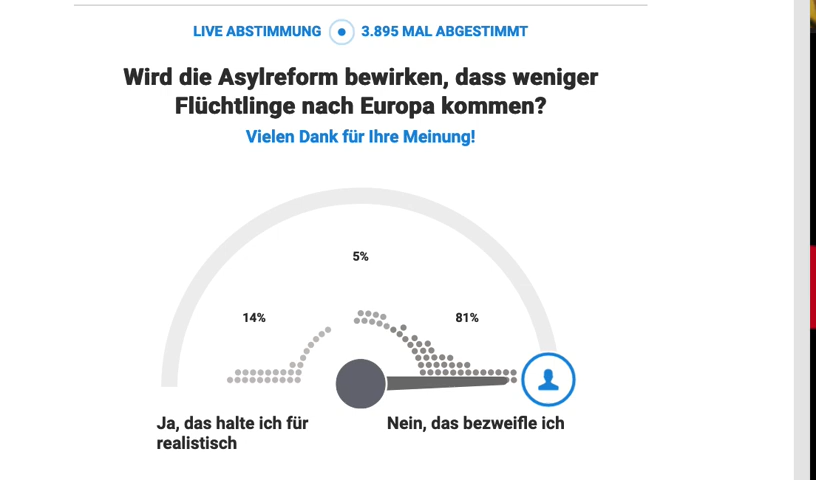 LIVE ABSTIMMUNG 3.895 MAL ABGESTIMMT
Wird die Asylreform bewirken, dass weniger
Flüchtlinge nach Europa kommen?
Vielen Dank für Ihre Meinung!
5%
14% 81%
Ja, das halte ich für Nein, das bezweifle ich
realistisch